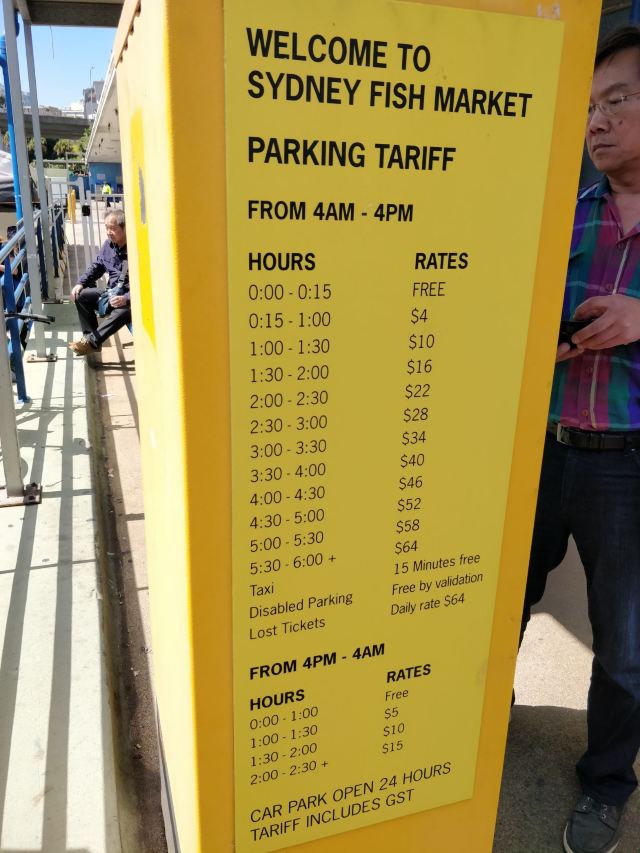 WELCOME TO
SYDNEY FISH MARKET
PARKING TARIFF
FROM 4AM - 4PM
HOURS RATES
0:00 - 0:15 FREE
0:15 - 1:00 $4
1:00 - 1:30 $10
1:30 - 2:00 $16
2:00 - 2:30 $22
2:30 - 3:00 $28
3:00 - 3:30 $34
3:30 - 4:00 $40
4:00 - 4:30 $46
4:30 - 5:00 $52
5:00 - 5:30 $58
5:30 - 6:00 + $64
Taxi 15 Minutes free
Disabled Parking Free by validation
Lost Tickets Daily rate $64
FROM 4PM - 4AM
HOURS RATES
0:00 - 1:00 Free
1:00 - 1:30 $5
1:30 - 2:00 $10
2:00 - 2:30 + $15
CAR PARK OPEN 24 HOURS
TARIFF INCLUDES GST